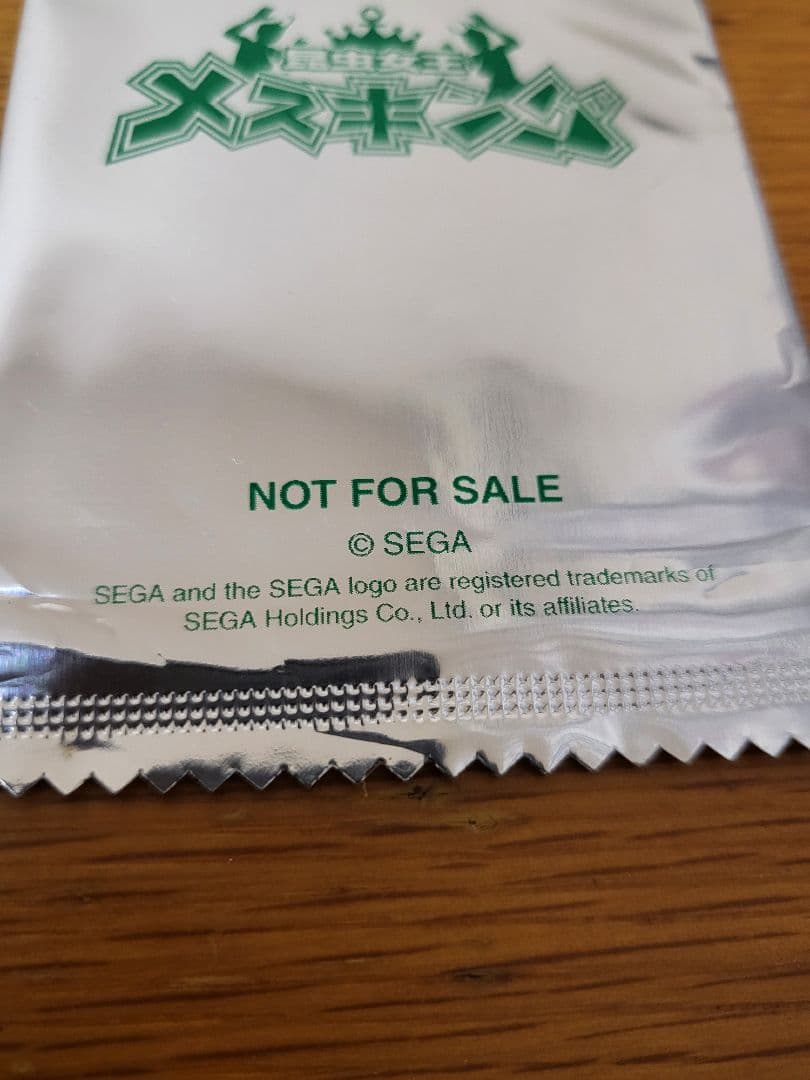 昆虫女王
メスキング
NOT FOR SALE
© SEGA
SEGA and the SEGA logo are registered trademarks of
SEGA Holdings Co., Ltd. or its affiliates.